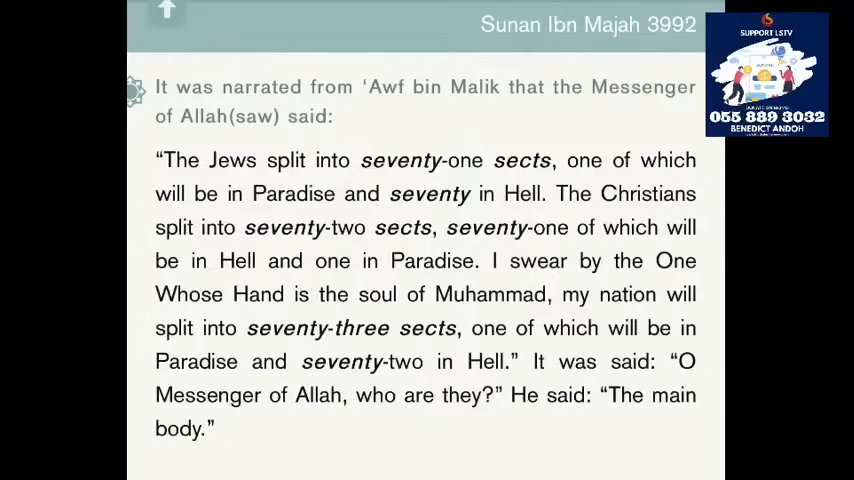 Sunan Ibn Majah 3992
It was narrated from ‘Awf bin Malik that the Messenger
of Allah(saw) said:
“The Jews split into seventy-one sects, one of which
will be in Paradise and seventy in Hell. The Christians
split into seventy-two sects, seventy-one of which will
be in Hell and one in Paradise. I swear by the One
Whose Hand is the soul of Muhammad, my nation will
split into seventy-three sects, one of which will be in
Paradise and seventy-two in Hell.” It was said: “O
Messenger of Allah, who are they?” He said: “The main
body.”
SUPPORT LSTV
055 889 3032
BENEDICT ANDOH